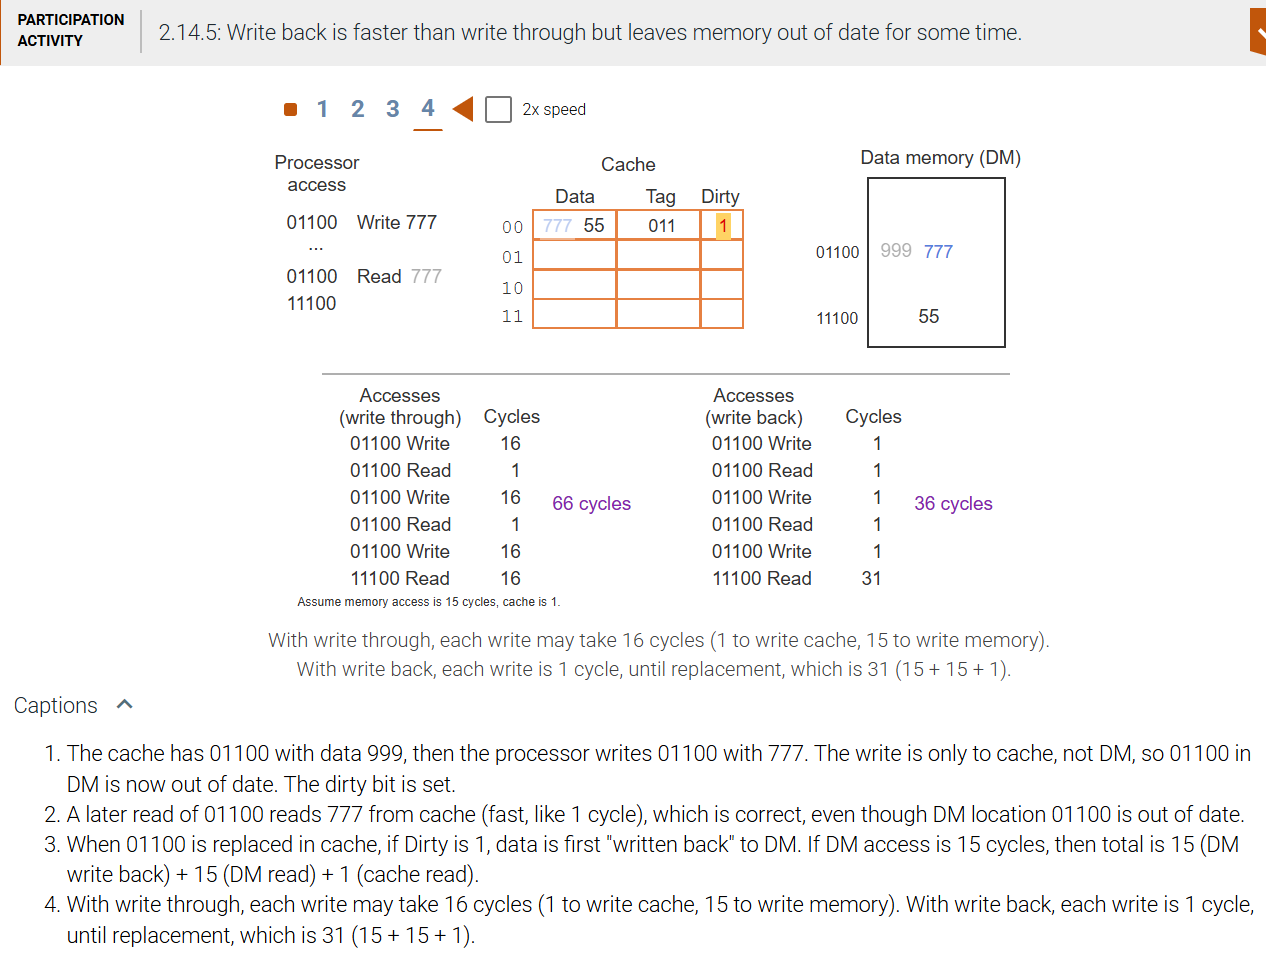 PARTICIPATION
ACTIVITY
2.14.5: Write back is faster than write through but leaves memory out of date for some time.
1 2 3 4 2x speed
Processor
access
Cache
Data memory (DM)
Data Tag Dirty
01100 Write 777
00 777 55 011 1
...
01
01100 999 777
01100 Read 777
10
11100
11
11100 55
Accesses
(write through) Cycles
01100 Write 16
01100 Read 1
01100 Write 16
01100 Read 1
01100 Write 16
11100 Read 16
66 cycles
Assume memory access is 15 cycles, cache is 1.
Accesses
(write back) Cycles
01100 Write 1
01100 Read 1
01100 Write 1
01100 Read 1
01100 Write 1
11100 Read 31
36 cycles
With write through, each write may take 16 cycles (1 to write cache, 15 to write memory).
With write back, each write is 1 cycle, until replacement, which is 31 (15 + 15 + 1).
Captions
1. The cache has 01100 with data 999, then the processor writes 01100 with 777. The write is only to cache, not DM, so 01100 in
DM is now out of date. The dirty bit is set.
2. A later read of 01100 reads 777 from cache (fast, like 1 cycle), which is correct, even though DM location 01100 is out of date.
3. When 01100 is replaced in cache, if Dirty is 1, data is first "written back" to DM. If DM access is 15 cycles, then total is 15 (DM
write back) + 15 (DM read) + 1 (cache read).
4. With write through, each write may take 16 cycles (1 to write cache, 15 to write memory). With write back, each write is 1 cycle,
until replacement, which is 31 (15 + 15 + 1).